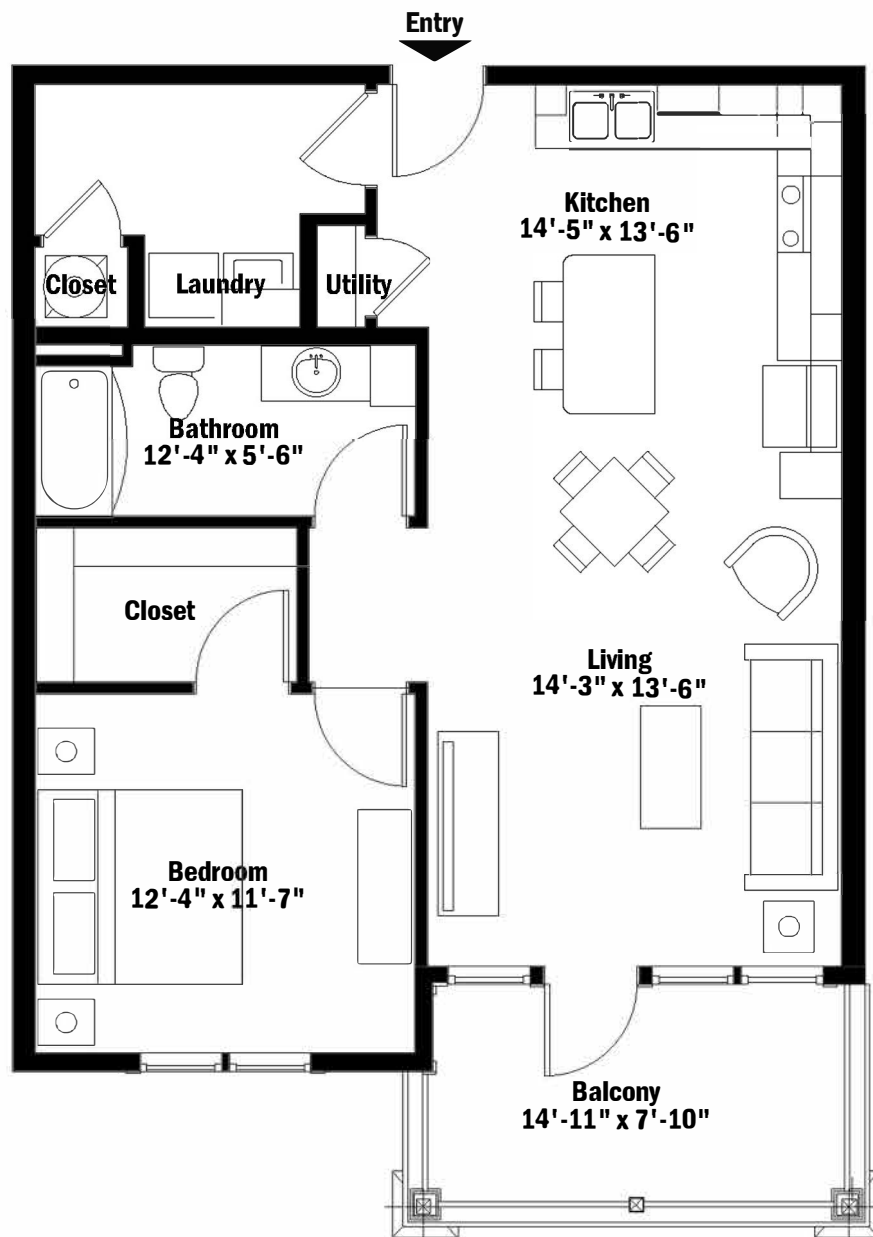 Entry
Kitchen
14'-5" x 13'-6"
Closet
Laundry
Utility
Bathroom
12'-4" x 5'-6"
Closet
Living
14'-3" x 13'-6"
Bedroom
12'-4" x 11'-7"
Balcony
14'-11" x 7'-10"